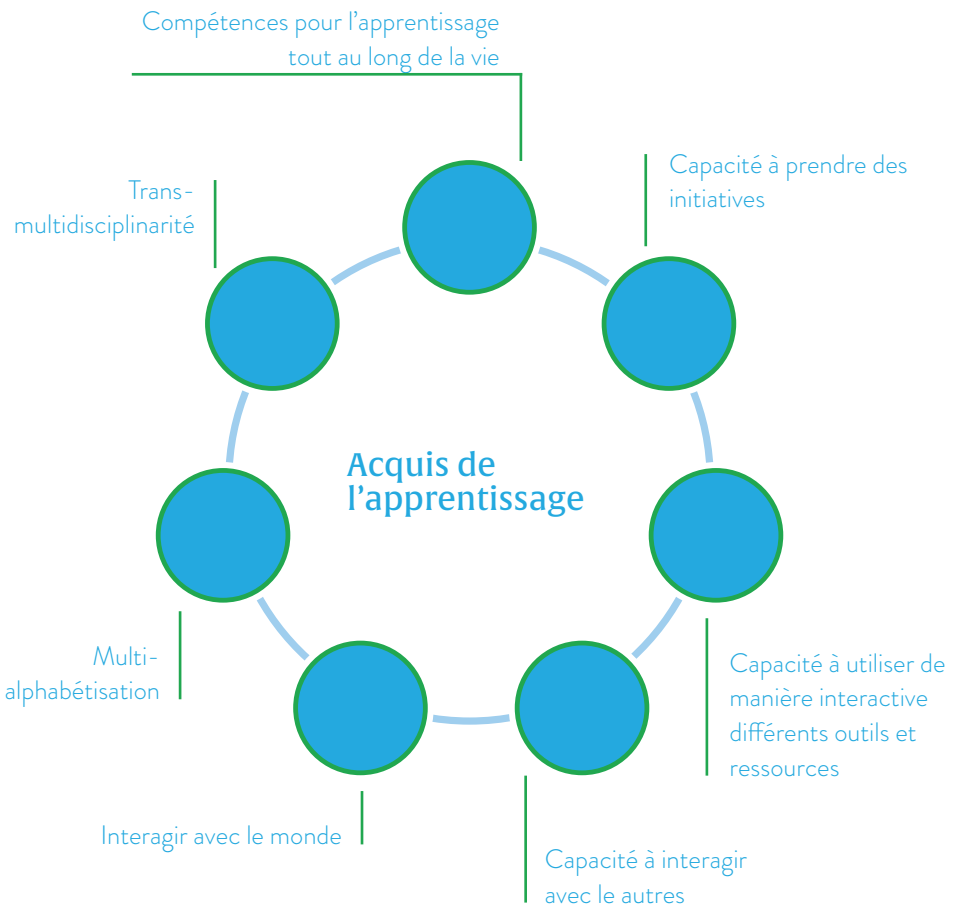 Compétences pour l’apprentissage
tout au long de la vie
Capacité à prendre des
initiatives
Trans-
multidisciplinarité
Acquis de
l’apprentissage
Multi-
alphabétisation
Capacité à utiliser de
manière interactive
différents outils et
ressources
Interagir avec le monde
Capacité à interagir
avec le autres